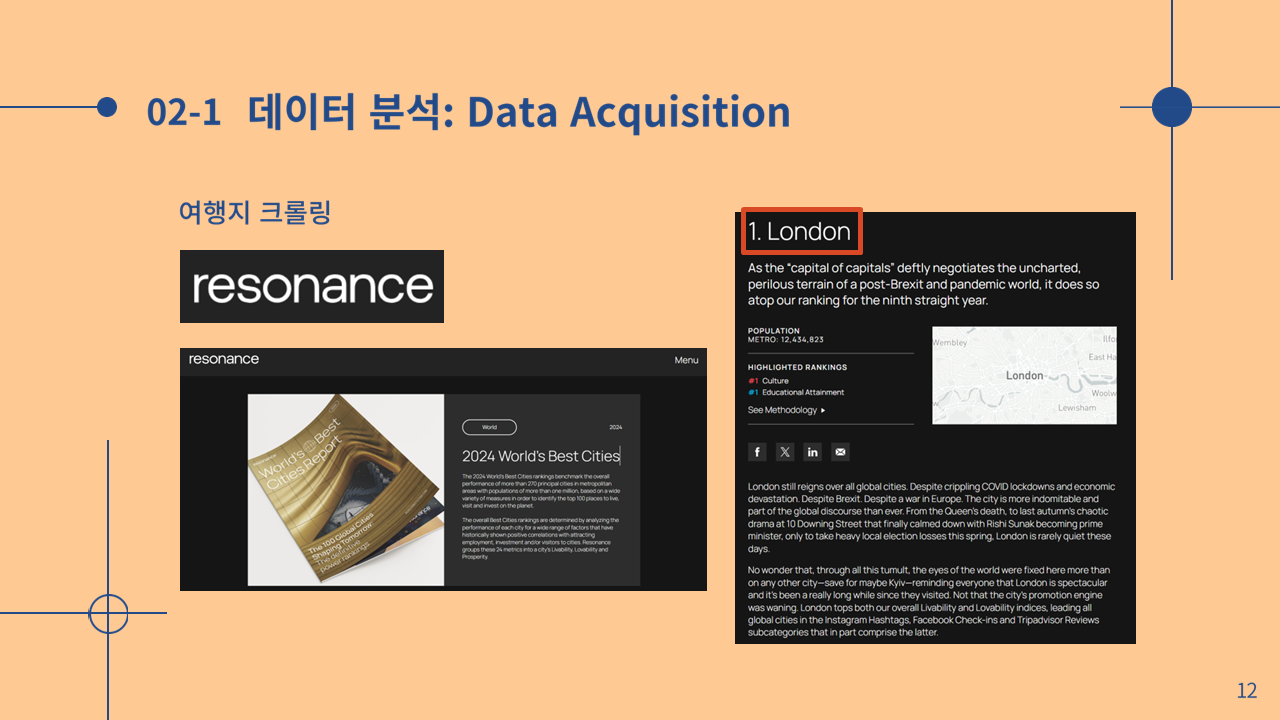 02-1 데이터 분석: Data Acquisition
여행지 크롤링
resonance
resonance
Menu
World's Best
Cities Report
The 100 Global Cities
Shaping Tomorrow
The definitive
power rankings
World
2024
2024 World's Best Cities
The 2024 World's Best Cities rankings benchmark the overall
performance of more than 270 principal cities in metropolitan
areas with populations of more than one million, based on a wide
variety of measures in order to identify the top 100 places to live,
visit and invest on the planet.
The overall Best Cities rankings are determined by analyzing the
performance of each city for a wide range of factors that have
historically shown positive correlations with attracting
employment, investment and/or visitors to cities. Resonance
groups these 24 metrics into a city's Livability, Lovability and
Prosperity.
1. London
As the “capital of capitals” deftly negotiates the uncharted,
perilous terrain of a post-Brexit and pandemic world, it does so
atop our ranking for the ninth straight year.
POPULATION
METRO: 12,434,823
HIGHLIGHTED RANKINGS
#1 Culture
#1 Educational Attainment
See Methodology ▸
Wembley
Ilfo
East Ha
London
Woolw
Lewisham
London still reigns over all global cities. Despite crippling COVID lockdowns and economic
devastation. Despite Brexit. Despite a war in Europe. The city is more indomitable and
part of the global discourse than ever. From the Queen's death, to last autumn's chaotic
drama at 10 Downing Street that finally calmed down with Rishi Sunak becoming prime
minister, only to take heavy local election losses this spring, London is rarely quiet these
days.
No wonder that, through all this tumult, the eyes of the world were fixed here more than
on any other city—save for maybe Kyiv—reminding everyone that London is spectacular
and it's been a really long while since they visited. Not that the city's promotion engine
was waning. London tops both our overall Livability and Lovability indices, leading all
global cities in the Instagram Hashtags, Facebook Check-ins and Tripadvisor Reviews
subcategories that in part comprise the latter.
12